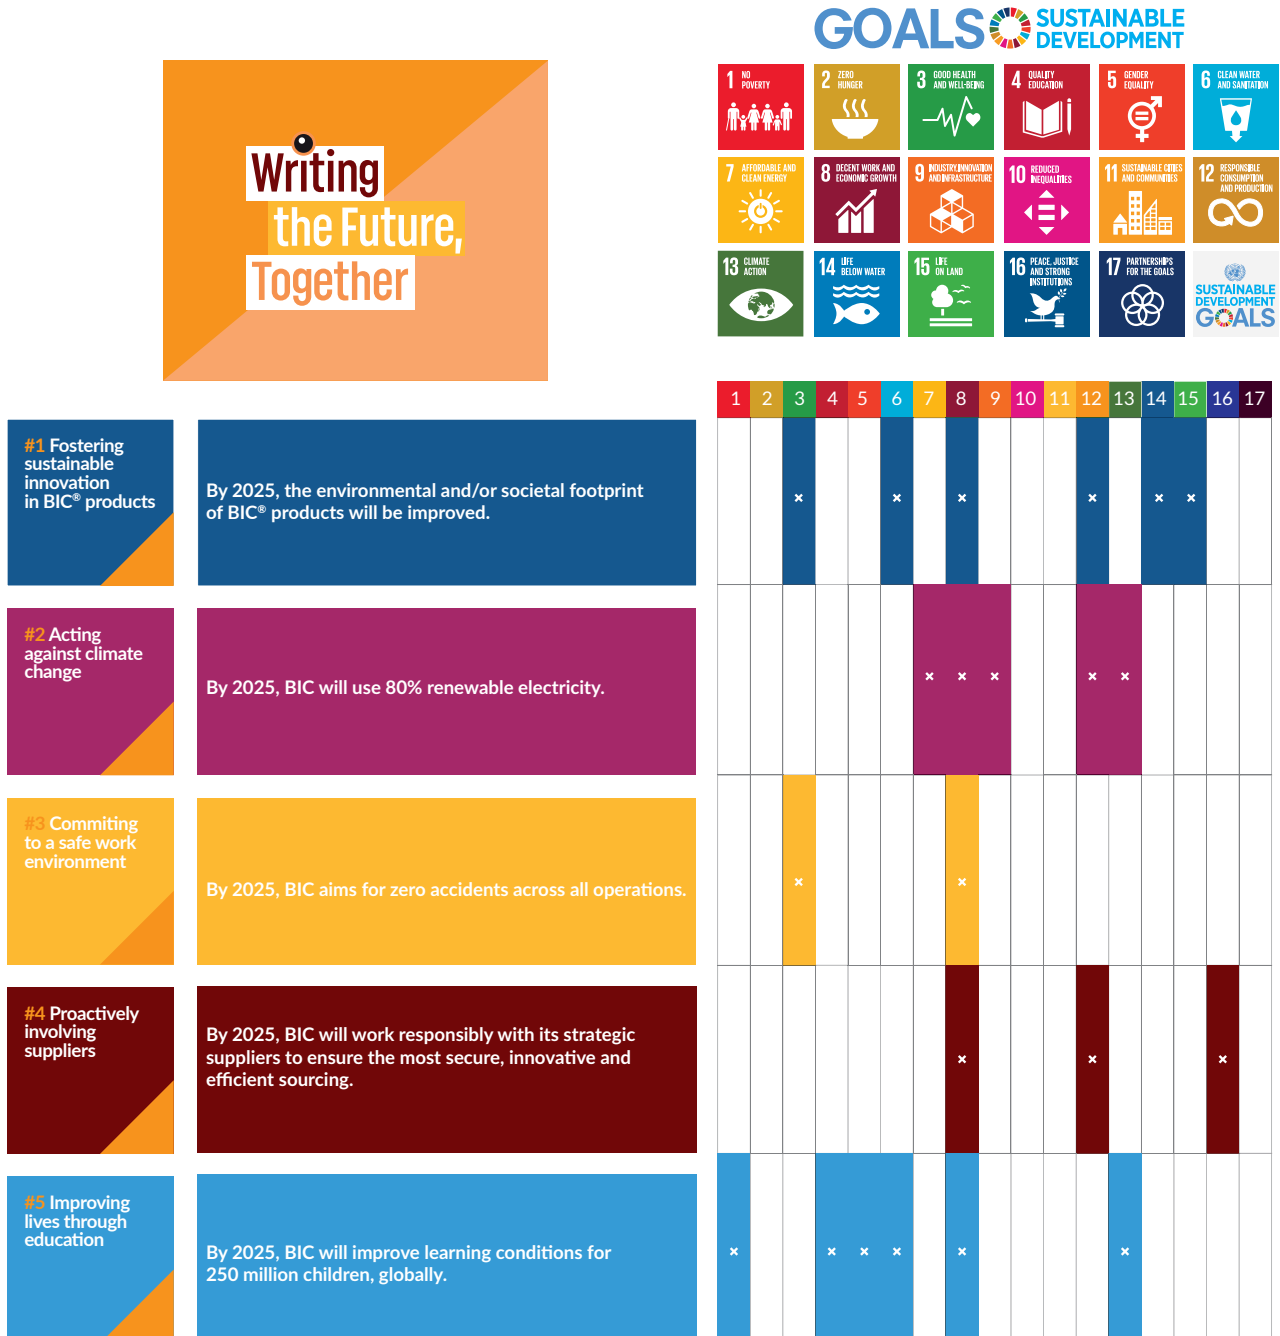 GOALS SUSTAINABLE
DEVELOPMENT
1 NO
POVERTY
2 ZERO
HUNGER
3 GOOD HEALTH
AND WELL-BEING
4 QUALITY
EDUCATION
5 GENDER
EQUALITY
6 CLEAN WATER
AND SANITATION
7 AFFORDABLE AND
CLEAN ENERGY
8 DECENT WORK AND
ECONOMIC GROWTH
9 INDUSTRY, INNOVATION
AND INFRASTRUCTURE
10 REDUCED
INEQUALITIES
11 SUSTAINABLE CITIES
AND COMMUNITIES
12 RESPONSIBLE
CONSUMPTION
AND PRODUCTION
13 CLIMATE
ACTION
14 LIFE
BELOW WATER
15 LIFE
ON LAND
16 PEACE, JUSTICE
AND STRONG
INSTITUTIONS
17 PARTNERSHIPS
FOR THE GOALS
SUSTAINABLE
DEVELOPMENT
GOALS
Writing
the Future,
Together
1 2 3 4 5 6 7 8 9 10 11 12 13 14 15 16 17
#1 Fostering
sustainable
innovation
in BIC® products
By 2025, the environmental and/or societal footprint
of BIC® products will be improved.
× × × × × ×
#2 Acting
against climate
change
By 2025, BIC will use 80% renewable electricity.
× × × × ×
#3 Commiting
to a safe work
environment
By 2025, BIC aims for zero accidents across all operations.
× ×
#4 Proactively
involving
suppliers
By 2025, BIC will work responsibly with its strategic
suppliers to ensure the most secure, innovative and
efficient sourcing.
× × ×
#5 Improving
lives through
education
By 2025, BIC will improve learning conditions for
250 million children, globally.
× × × × × ×